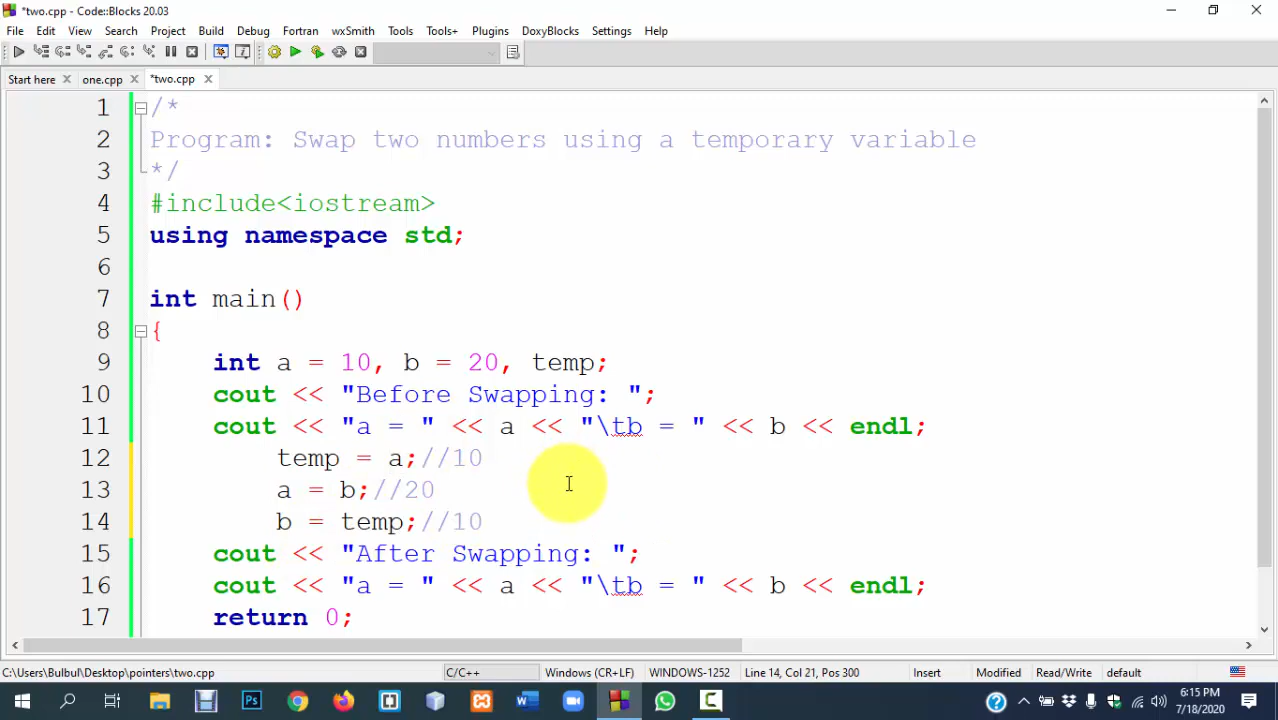 *two.cpp - Code::Blocks 20.03
File Edit View Search Project Build Debug Fortran wxSmith Tools Tools+ Plugins DoxyBlocks Settings Help
Start here one.cpp *two.cpp
1 /*
2 Program: Swap two numbers using a temporary variable
3 */
4 #include<iostream>
5 using namespace std;
6
7 int main()
8 {
9 int a = 10, b = 20, temp;
10 cout << "Before Swapping: ";
11 cout << "a = " << a << "\tb = " << b << endl;
12 temp = a;//10
13 a = b;//20
14 b = temp;//10
15 cout << "After Swapping: ";
16 cout << "a = " << a << "\tb = " << b << endl;
17 return 0;
C:\Users\Bulbul\Desktop\pointers\two.cpp C/C++ Windows (CR+LF) WINDOWS-1252 Line 14, Col 21, Pos 300 Insert Modified Read/Write default
6:15 PM
7/18/2020